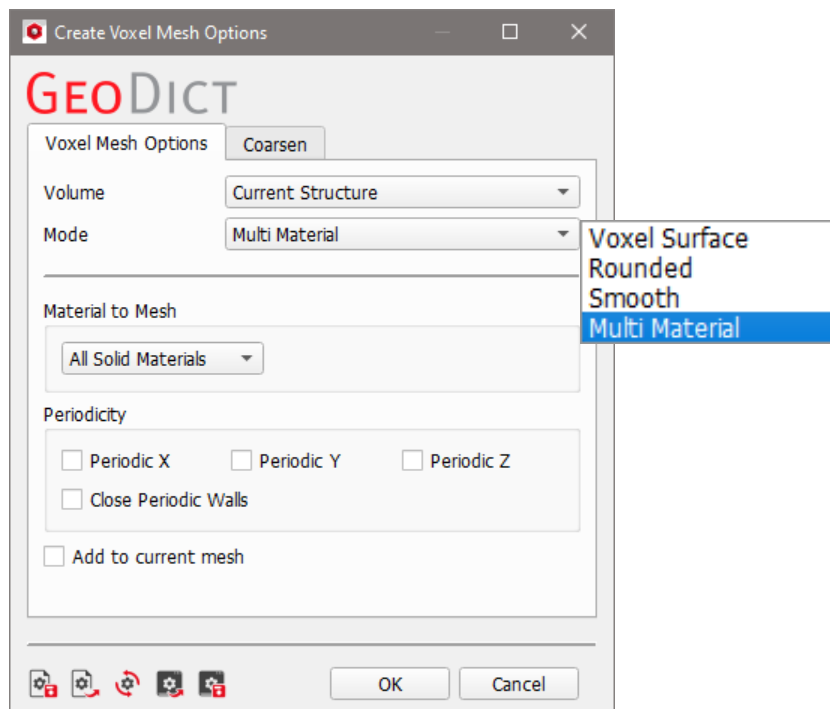 Create Voxel Mesh Options
GEODICT
Voxel Mesh Options
Coarsen
Volume
Current Structure
Mode
Multi Material
Voxel Surface
Rounded
Smooth
Multi Material
Material to Mesh
All Solid Materials
Periodicity
Periodic X
Periodic Y
Periodic Z
Close Periodic Walls
Add to current mesh
OK
Cancel